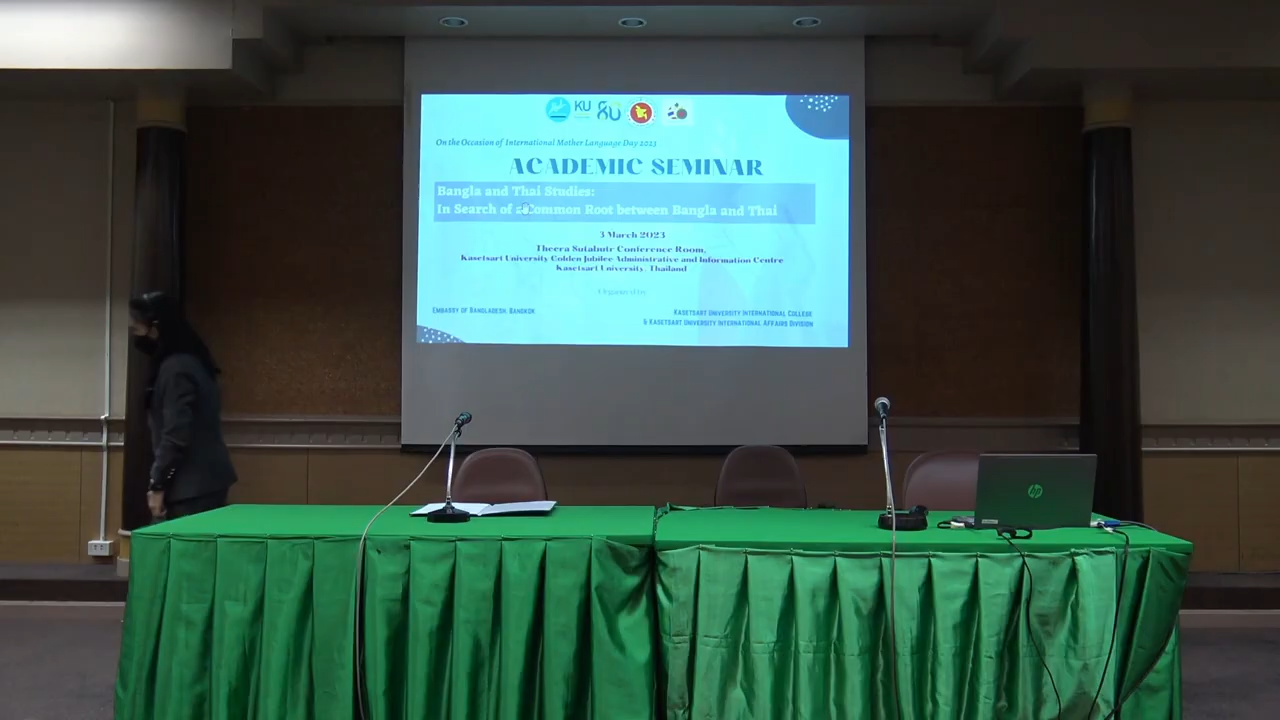 KU
On the Occasion of International Mother Language Day 2023
ACADEMIC SEMINAR
Bangla and Thai Studies:
In Search of a Common Root between Bangla and Thai
3 March 2023
Theera Sutabutr Conference Room,
Kasetsart University Golden Jubilee Administrative and Information Centre
Kasetsart University, Thailand
Organized by
Embassy of Bangladesh, Bangkok
Kasetsart University International College
& Kasetsart University International Affairs Division
hp